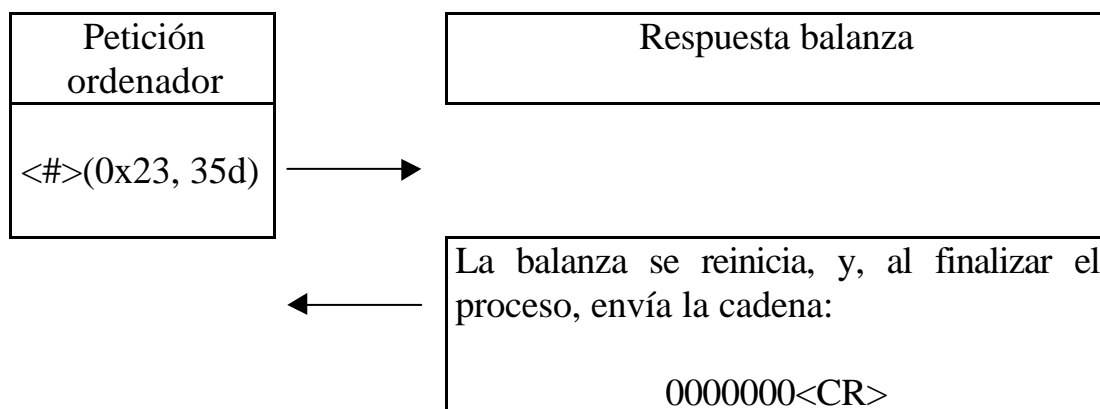 Petición
ordenador
Respuesta balanza
<#>(0x23, 35d)
La balanza se reinicia, y, al finalizar el
proceso, envía la cadena:
0000000<CR>